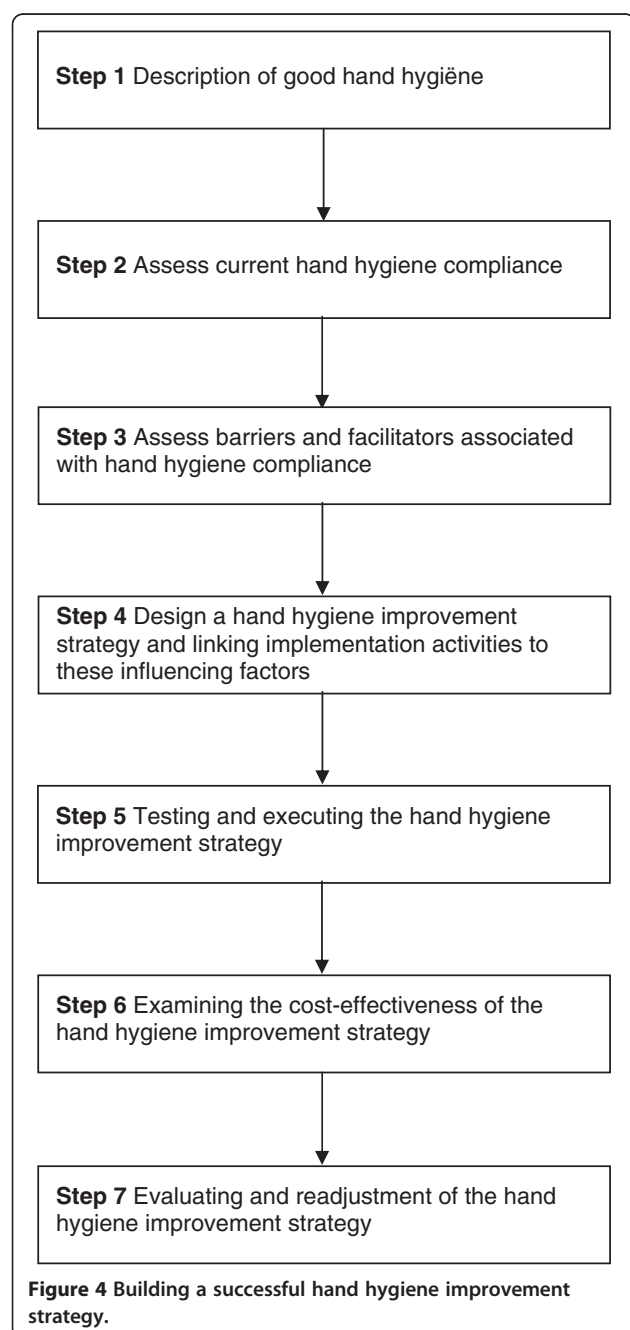 Step 1 Description of good hand hygiëne
Step 2 Assess current hand hygiene compliance
Step 3 Assess barriers and facilitators associated
with hand hygiene compliance
Step 4 Design a hand hygiene improvement
strategy and linking implementation activities to
these influencing factors
Step 5 Testing and executing the hand hygiene
improvement strategy
Step 6 Examining the cost-effectiveness of the
hand hygiene improvement strategy
Step 7 Evaluating and readjustment of the hand
hygiene improvement strategy
Figure 4 Building a successful hand hygiene improvement
strategy.